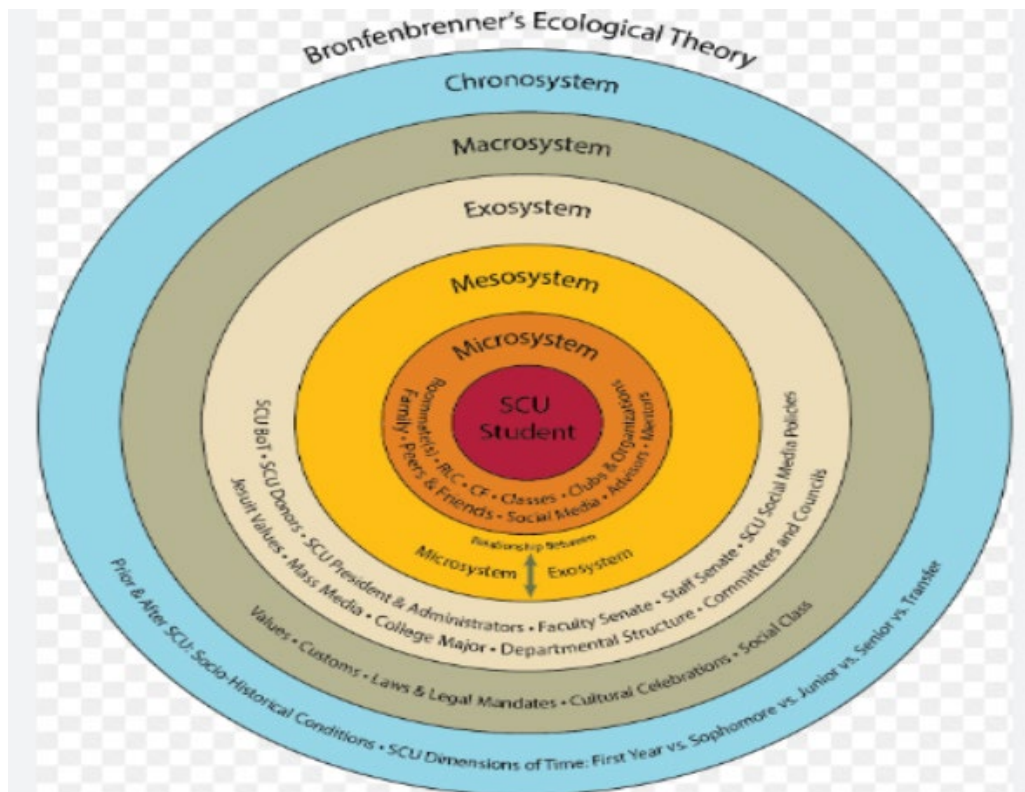 Bronfenbrenner's Ecological Theory
Chronosystem
Macrosystem
Exosystem
Mesosystem
Microsystem
SCU
Student
Roommate(s) • RLC • CF • Classes • Clubs & Organizations
Family • Peers & Friends • Social Media • Advisors • Mentors
Relationship Between
Microsystem
Exosystem
SCU BoT • SCU Donors • SCU President & Administrators • Faculty Senate • Staff Senate • SCU Social Media Policies
Jesuit Values • Mass Media • College Major • Departmental Structure • Committees and Councils
Values • Customs • Laws & Legal Mandates • Cultural Celebrations • Social Class
Prior & After SCU: Socio-Historical Conditions • SCU Dimensions of Time: First Year vs. Sophomore vs. Junior vs. Senior vs. Transfer